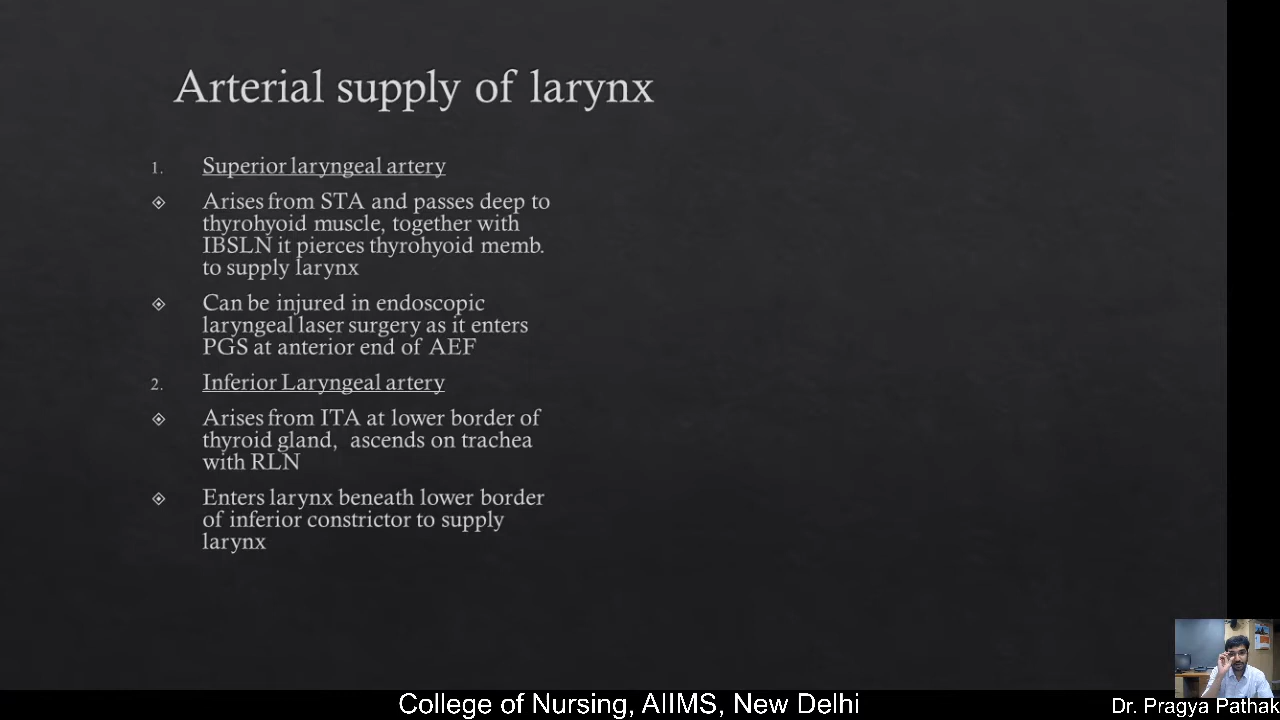 Arterial supply of larynx
1. Superior laryngeal artery
Arises from STA and passes deep to
thyrohyoid muscle, together with
IBSLN it pierces thyrohyoid memb.
to supply larynx
Can be injured in endoscopic
laryngeal laser surgery as it enters
PGS at anterior end of AEF
2. Inferior Laryngeal artery
Arises from ITA at lower border of
thyroid gland, ascends on trachea
with RLN
Enters larynx beneath lower border
of inferior constrictor to supply
larynx
College of Nursing, AIIMS, New Delhi
Dr. Pragya Pathak